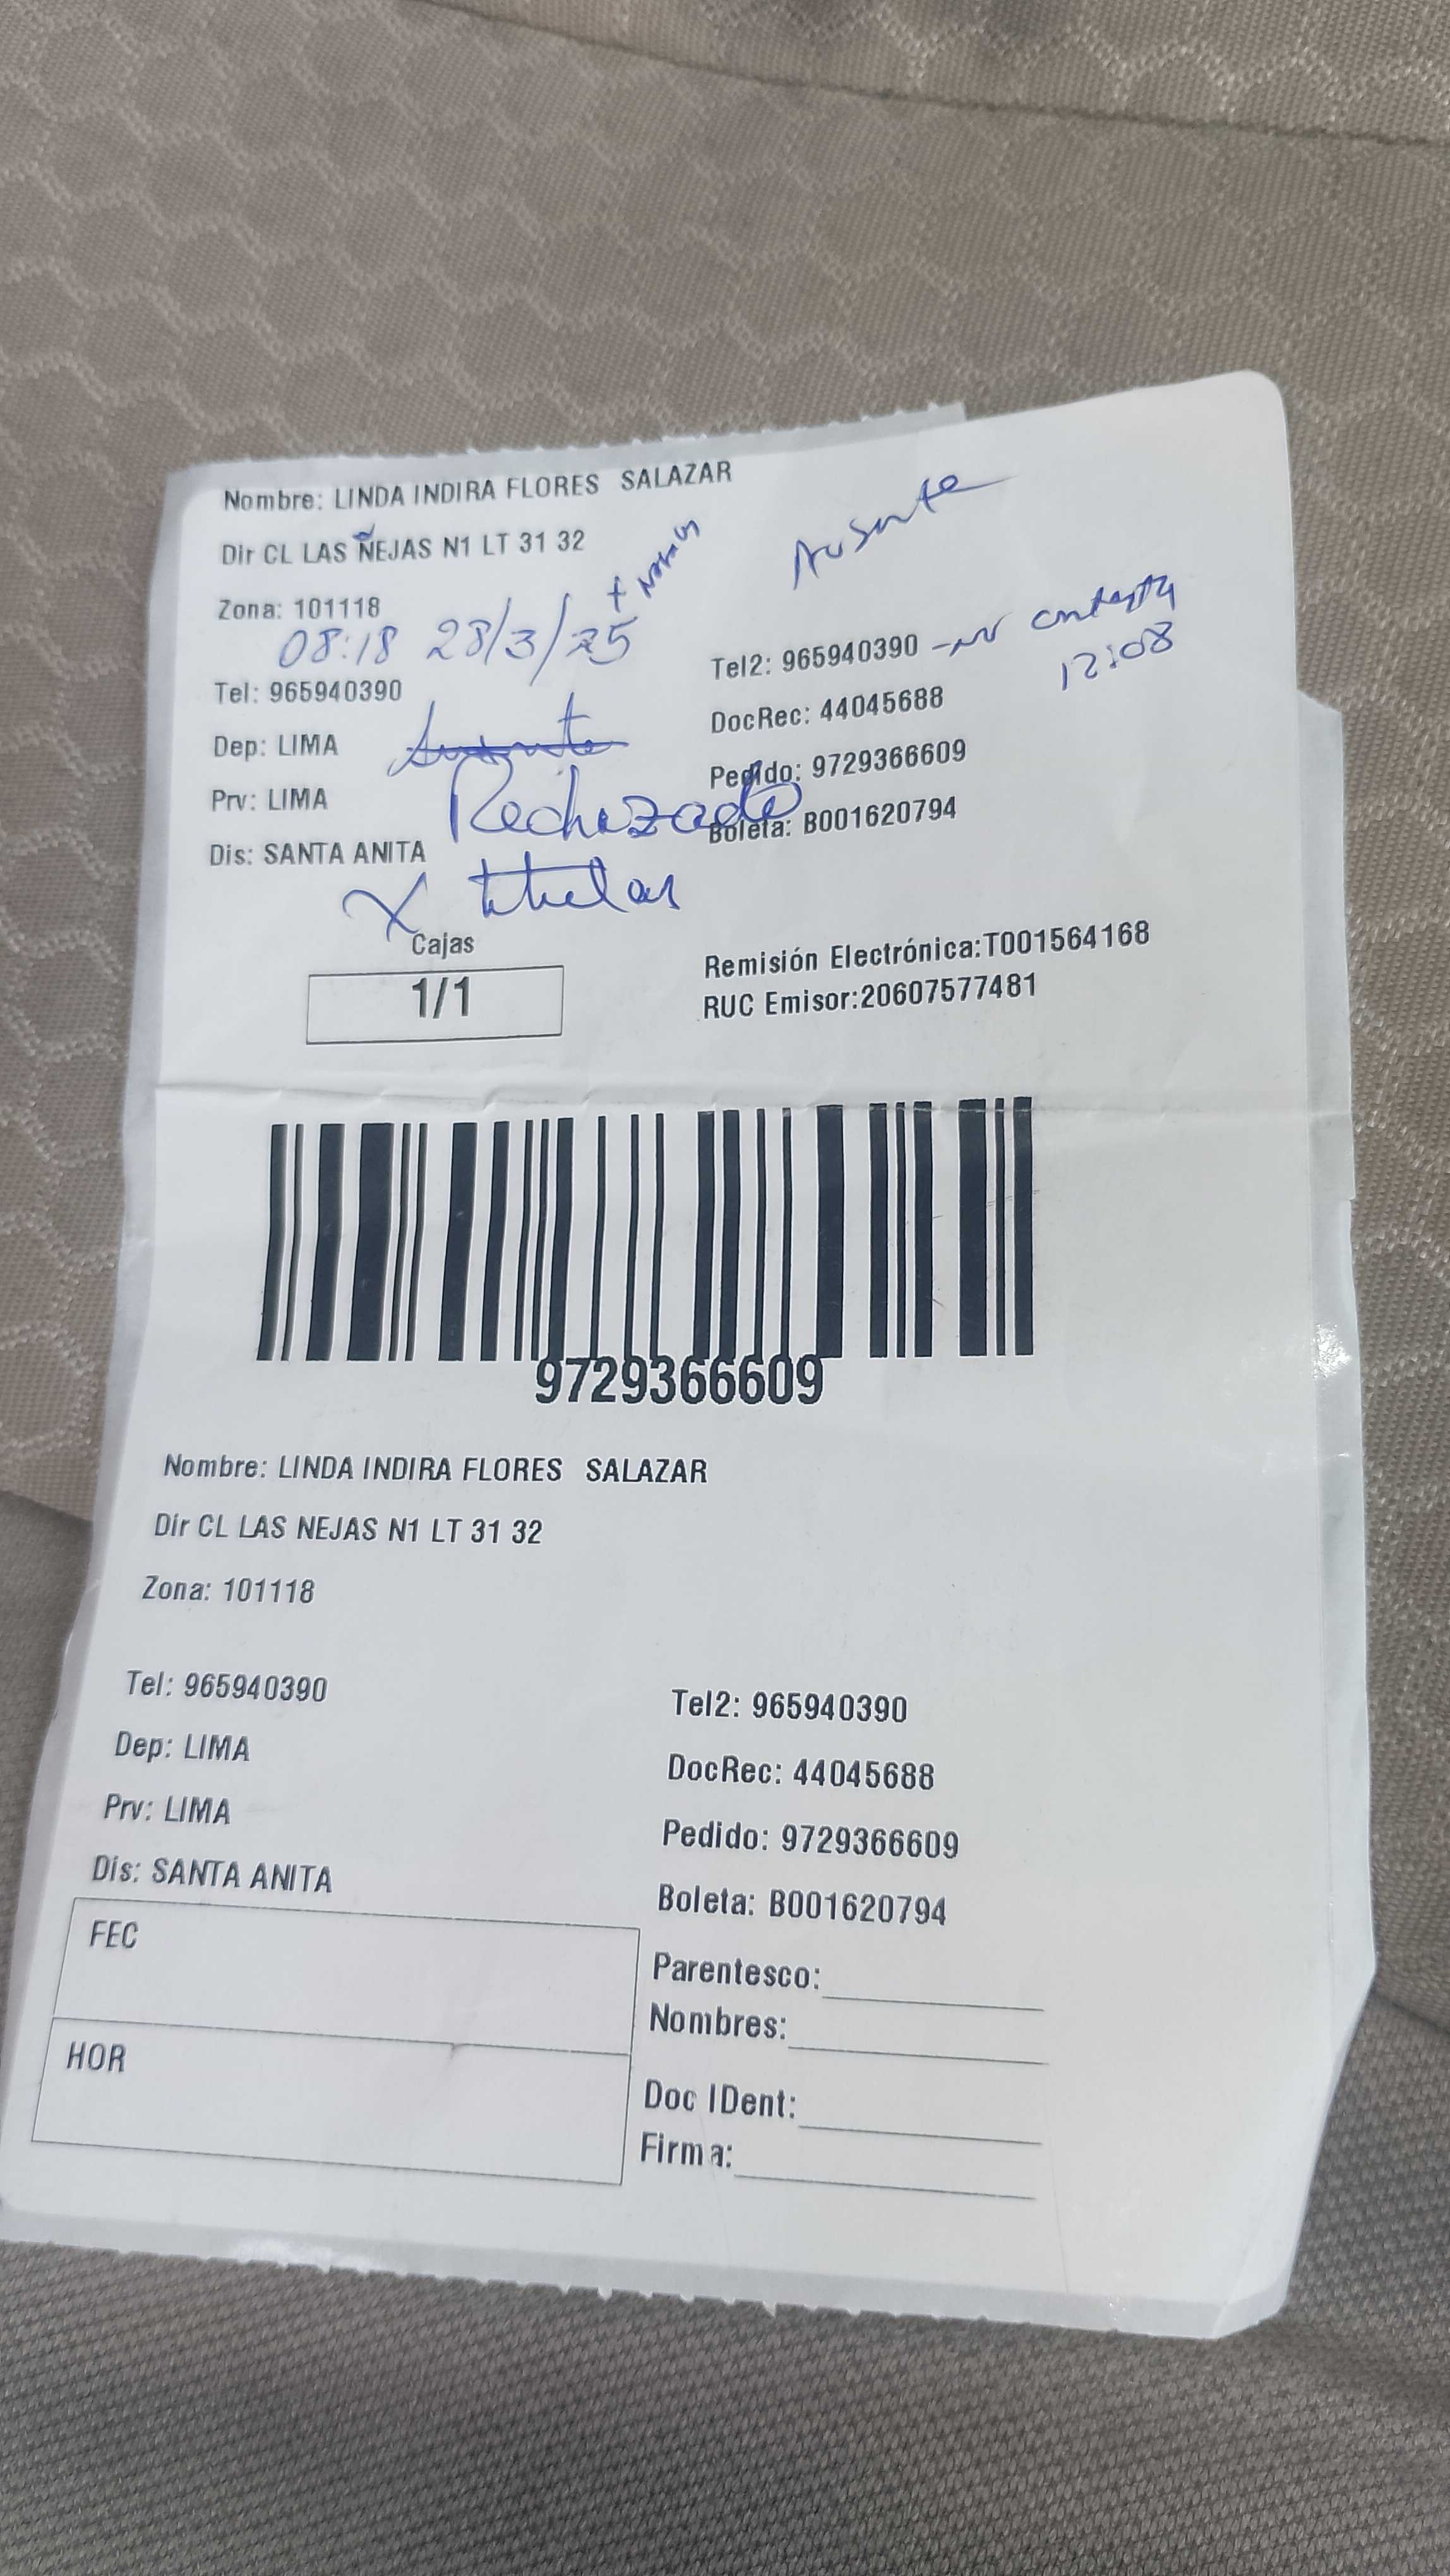 Nombre: LINDA INDIRA FLORES SALAZAR
Ausente
Dir CL LAS ÑEJAS N1 LT 31 32
Zona: 101118
08:18 28/3/25
Tel: 965940390
Tel2: 965940390 - no contesta
12:08
DocRec: 44045688
Dep: LIMA
Ausente
Pedido: 9729366609
Prv: LIMA
Rechazado
Boleta: B001620794
Dis: SANTA ANITA
X titular
Cajas
1/1
Remisión Electrónica:T001564168
RUC Emisor:20607577481
9729366609
Nombre: LINDA INDIRA FLORES SALAZAR
Dir CL LAS NEJAS N1 LT 31 32
Zona: 101118
Tel: 965940390
Tel2: 965940390
Dep: LIMA
DocRec: 44045688
Prv: LIMA
Pedido: 9729366609
Dis: SANTA ANITA
Boleta: B001620794
FEC
Parentesco:
Nombres:
HOR
Doc IDent:
Firma: